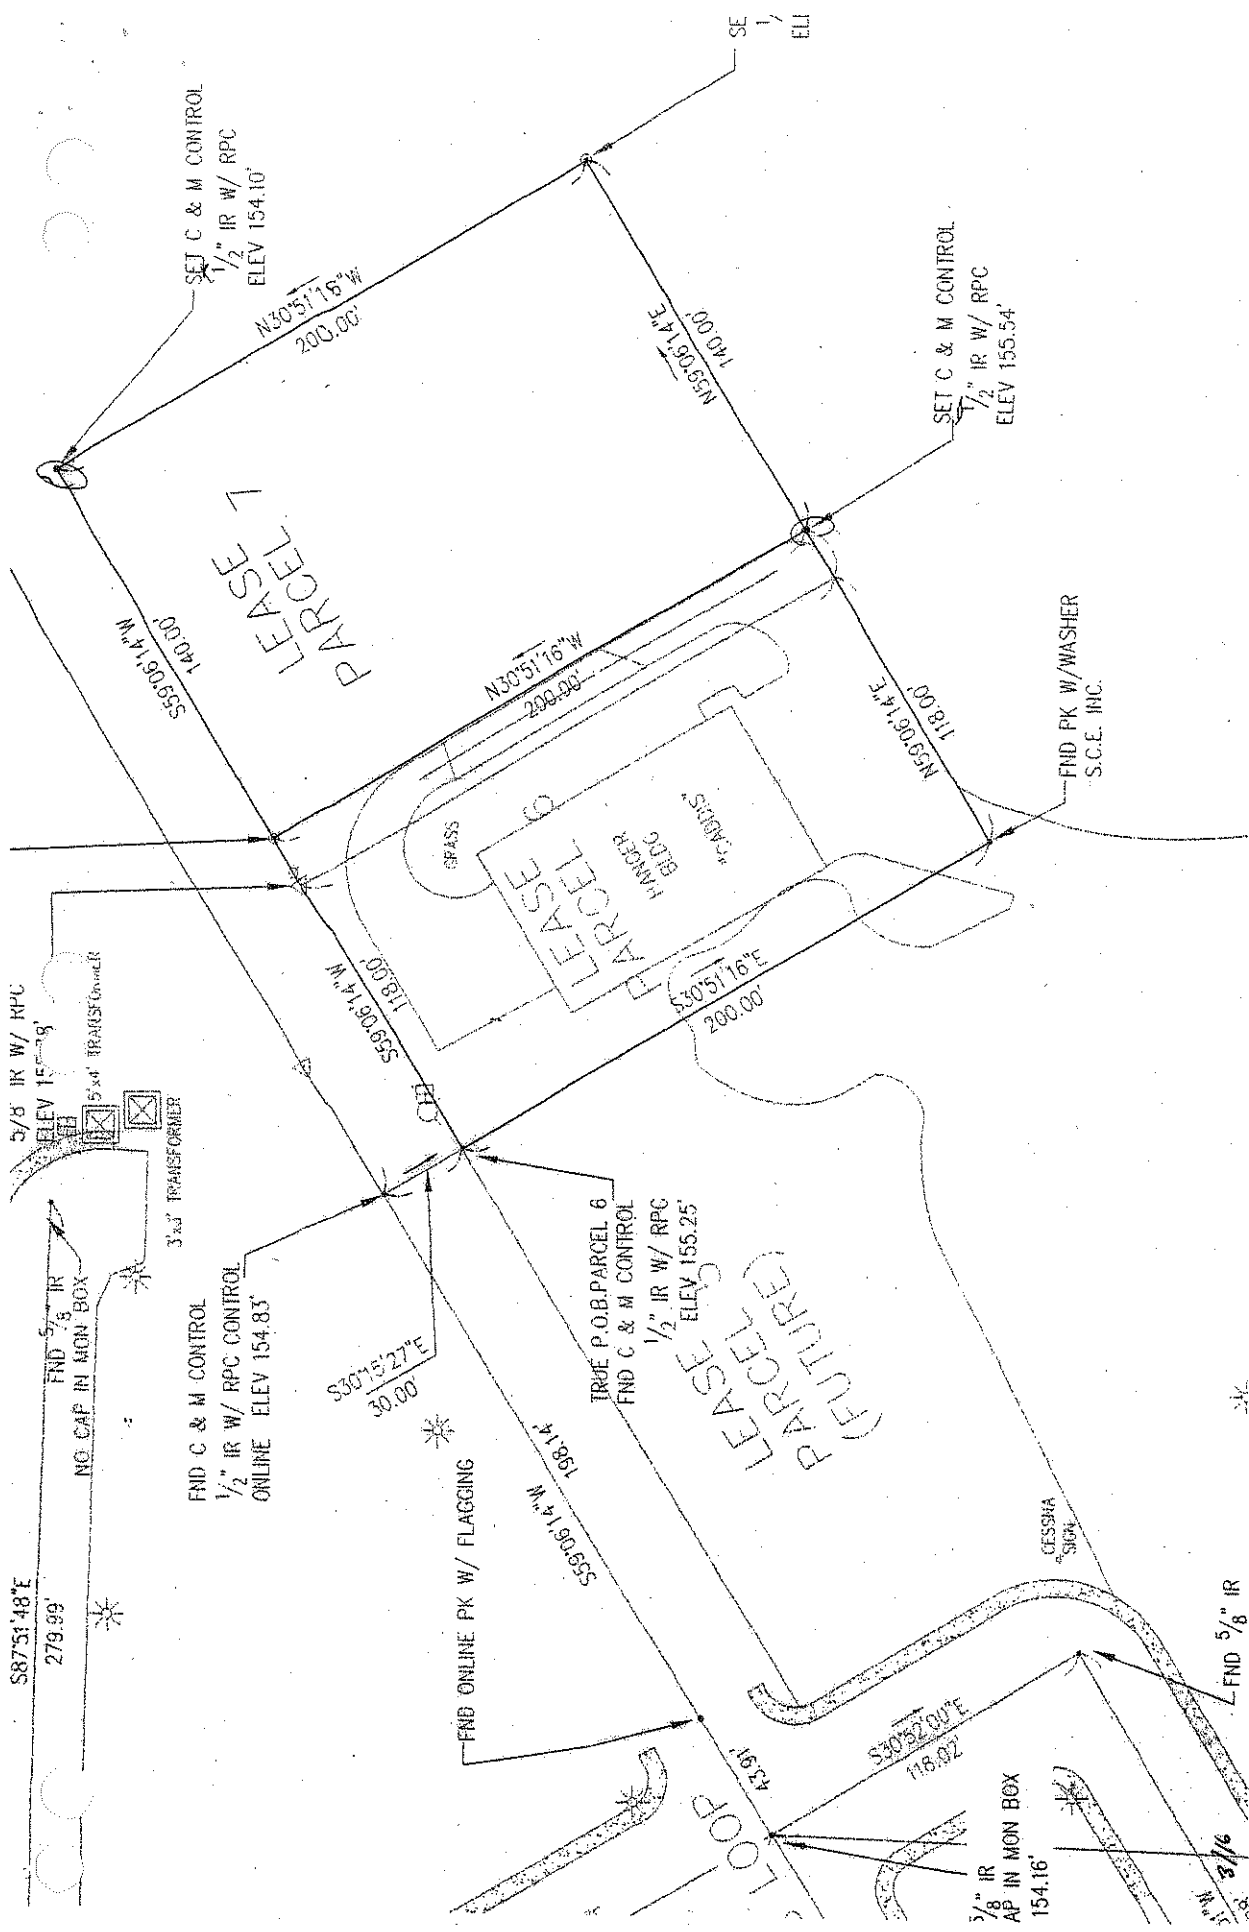 SET C & M CONTROL
1/2" IR W/ RPC
ELEV 154.10'
SE
N30°51'16"W
200.00'
N59°06'14"E
140.00'
SET C & M CONTROL
1/2" IR W/ RPC
ELEV 155.54'
LEASE
PARCEL 7
S59°06'14"W
140.00'
N30°51'16"W
200.00'
GRASS
LEASE
PARCEL 6
HANGER
BLDG
"CADDIS"
N59°06'14"E
118.00'
FND PK W/WASHER
S.C.E. INC.
S59°06'14"W
118.00'
S30°51'16"E
200.00'
5/8" IR W/ RPC
5'x4' TRANSFORMER
3'x3' TRANSFORMER
FND 5/8" IR
NO CAP IN MON BOX
FND C & M CONTROL
1/2" IR W/ RPC CONTROL
ONLINE ELEV 154.83'
S30°15'27"E
30.00'
TRUE P.O.B.PARCEL 6
FND C & M CONTROL
1/2" IR W/ RPC
ELEV 155.25'
LEASE
PARCEL 5
(FUTURE)
S87°51'48"E
279.99'
FND ONLINE PK W/ FLAGGING
S59°06'14"W 198.14'
CESSNA
SIGN
FND 5/8" IR
43.91'
S30°52'00"E
118.02'
LOOP
5/8" IR
AP IN MON BOX
154.16'
3/16